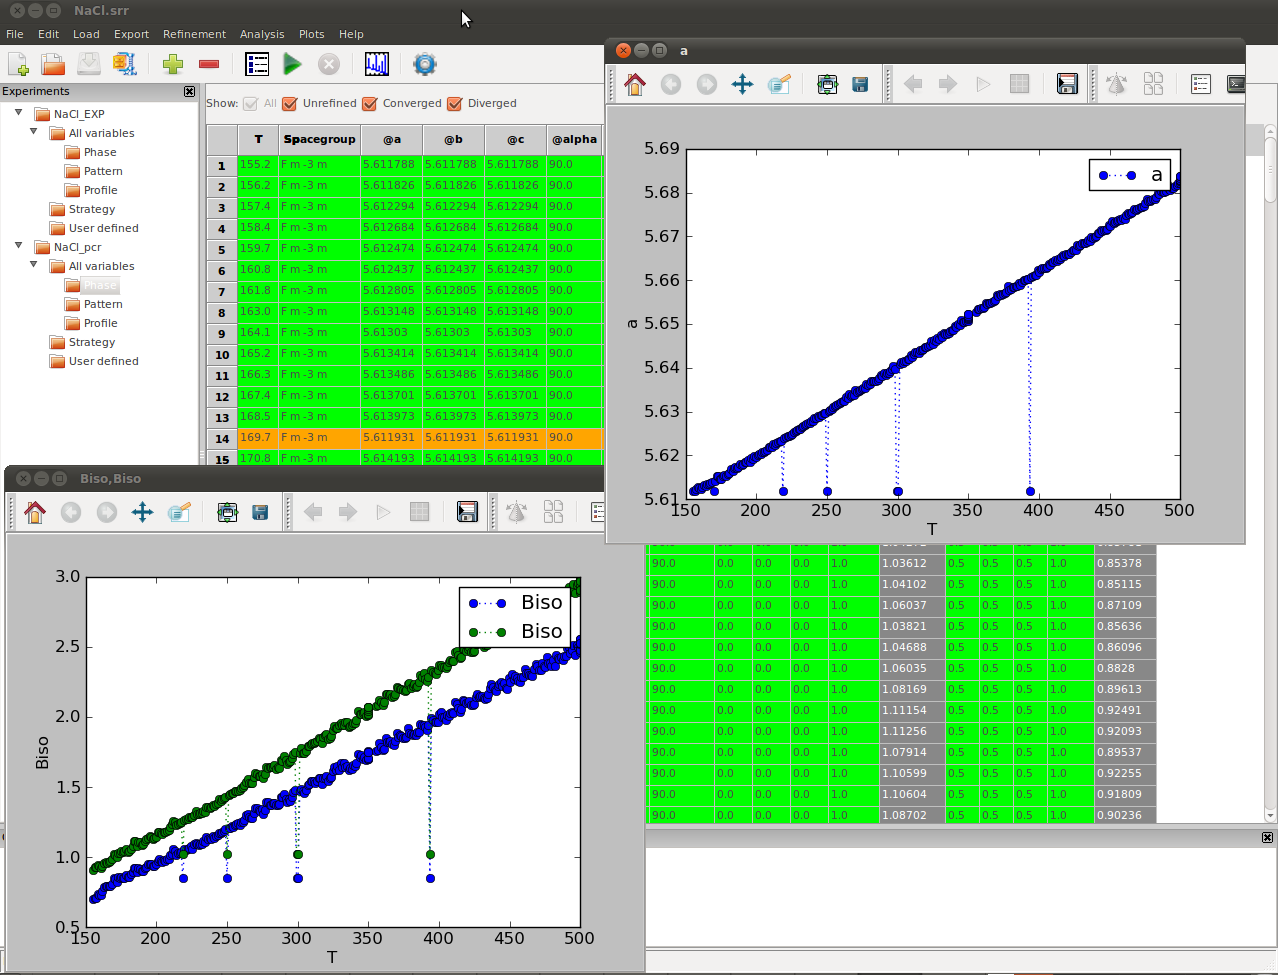 NaCl.srr
File Edit Load Export Refinement Analysis Plots Help
Experiments
NaCl_EXP
All variables
Phase
Pattern
Profile
Strategy
User defined
NaCl_pcr
All variables
Phase
Pattern
Profile
Strategy
User defined
Show: All Unrefined Converged Diverged
T Spacegroup @a @b @c @alpha
1 155.2 F m -3 m 5.611788 5.611788 5.611788 90.0
2 156.2 F m -3 m 5.611826 5.611826 5.611826 90.0
3 157.4 F m -3 m 5.612294 5.612294 5.612294 90.0
4 158.4 F m -3 m 5.612684 5.612684 5.612684 90.0
5 159.7 F m -3 m 5.612474 5.612474 5.612474 90.0
6 160.8 F m -3 m 5.612437 5.612437 5.612437 90.0
7 161.8 F m -3 m 5.612805 5.612805 5.612805 90.0
8 163.0 F m -3 m 5.613148 5.613148 5.613148 90.0
9 164.1 F m -3 m 5.61303 5.61303 5.61303 90.0
10 165.2 F m -3 m 5.613414 5.613414 5.613414 90.0
11 166.3 F m -3 m 5.613486 5.613486 5.613486 90.0
12 167.4 F m -3 m 5.613701 5.613701 5.613701 90.0
13 168.5 F m -3 m 5.613973 5.613973 5.613973 90.0
14 169.7 F m -3 m 5.611931 5.611931 5.611931 90.0
15 170.8 F m -3 m 5.614193 5.614193 5.614193 90.0
a
5.69
5.68
5.67
5.66
5.65
5.64
5.63
5.62
5.61
a
a
150 200 250 300 350 400 450 500
T
90.0 0.0 0.0 0.0 1.0 1.03612 0.5 0.5 0.5 1.0 0.85378
90.0 0.0 0.0 0.0 1.0 1.04102 0.5 0.5 0.5 1.0 0.85115
90.0 0.0 0.0 0.0 1.0 1.06037 0.5 0.5 0.5 1.0 0.87109
90.0 0.0 0.0 0.0 1.0 1.03821 0.5 0.5 0.5 1.0 0.85636
90.0 0.0 0.0 0.0 1.0 1.04688 0.5 0.5 0.5 1.0 0.86096
90.0 0.0 0.0 0.0 1.0 1.06035 0.5 0.5 0.5 1.0 0.8828
90.0 0.0 0.0 0.0 1.0 1.08169 0.5 0.5 0.5 1.0 0.89613
90.0 0.0 0.0 0.0 1.0 1.11154 0.5 0.5 0.5 1.0 0.92491
90.0 0.0 0.0 0.0 1.0 1.11256 0.5 0.5 0.5 1.0 0.92093
90.0 0.0 0.0 0.0 1.0 1.07914 0.5 0.5 0.5 1.0 0.89537
90.0 0.0 0.0 0.0 1.0 1.10599 0.5 0.5 0.5 1.0 0.92255
90.0 0.0 0.0 0.0 1.0 1.10604 0.5 0.5 0.5 1.0 0.91809
90.0 0.0 0.0 0.0 1.0 1.08702 0.5 0.5 0.5 1.0 0.90236
Biso,Biso
3.0
2.5
2.0
1.5
1.0
0.5
Biso
Biso
Biso
150 200 250 300 350 400 450 500
T